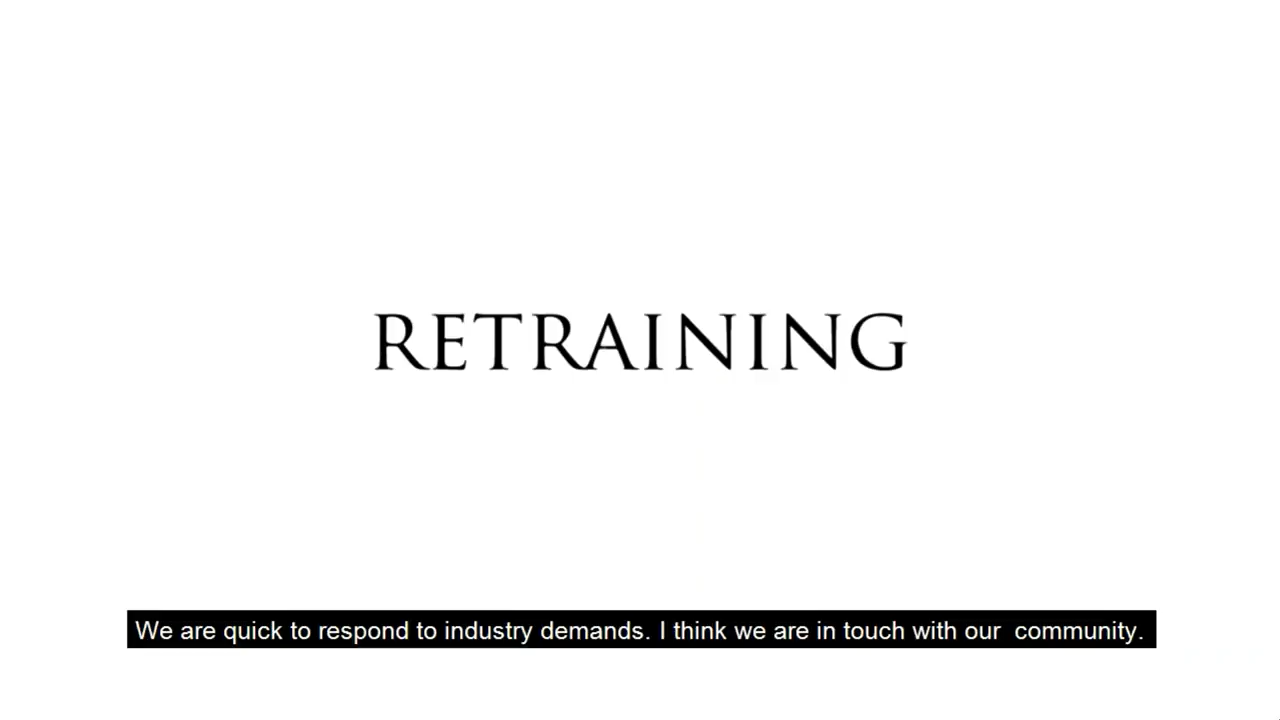 RETRAINING
We are quick to respond to industry demands. I think we are in touch with our  community.